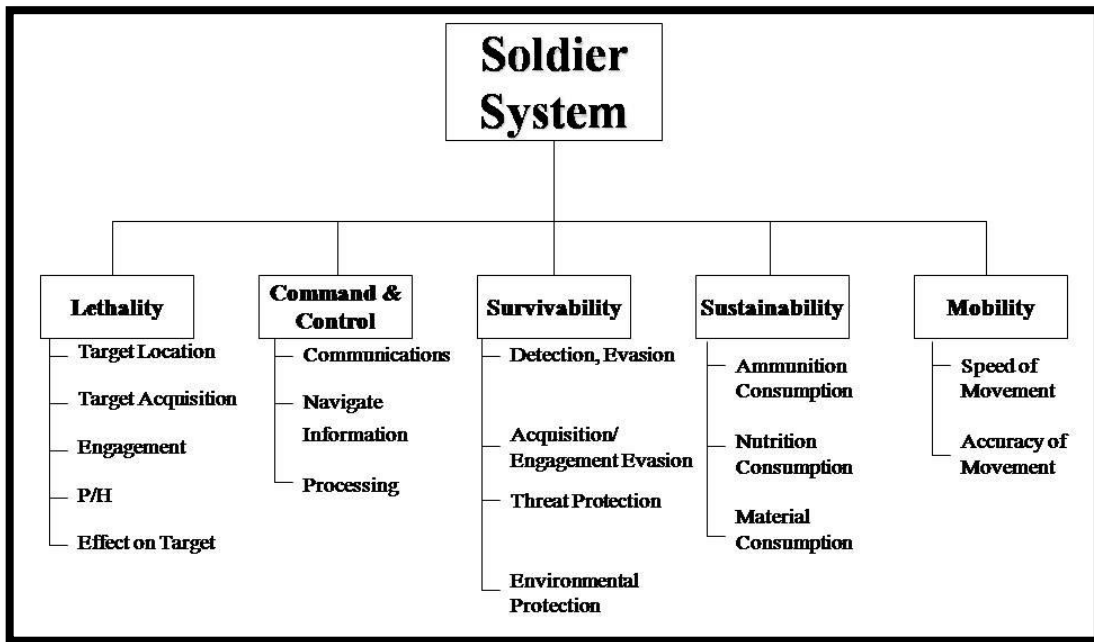 Soldier
System
Lethality
Target Location
Target Acquisition
Engagement
P/H
Effect on Target
Command &
Control
Communications
Navigate
Information
Processing
Survivability
Detection, Evasion
Acquisition/
Engagement Evasion
Threat Protection
Environmental
Protection
Sustainability
Ammunition
Consumption
Nutrition
Consumption
Material
Consumption
Mobility
Speed of
Movement
Accuracy of
Movement